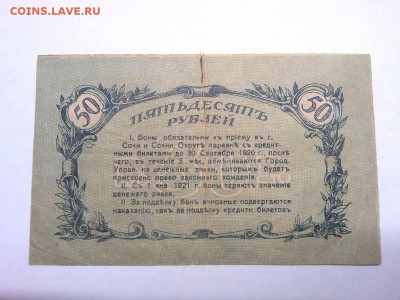 COINS.LAVE.RU
ПЯТЬДЕСЯТЪ
РУБЛЕЙ
50
50
I. Боны обязательны къ пріему въ г.
Сочи и Сочин. Округѣ наравнѣ съ кредит-
ными билетами до 30 Сентября 1920 г., послѣ
чего, въ теченіе 3 мѣс. обмѣниваются Город.
Управ. на денежные знаки, которымъ будетъ
присвоено право законнаго хожденія.
II. Съ 1 янв 1921 г. боны теряютъ значеніе
денежнаго знака.
III За поддѣлку бонъ виновные подвергаются
наказанію, какъ за поддѣлку кредитн. билетовъ